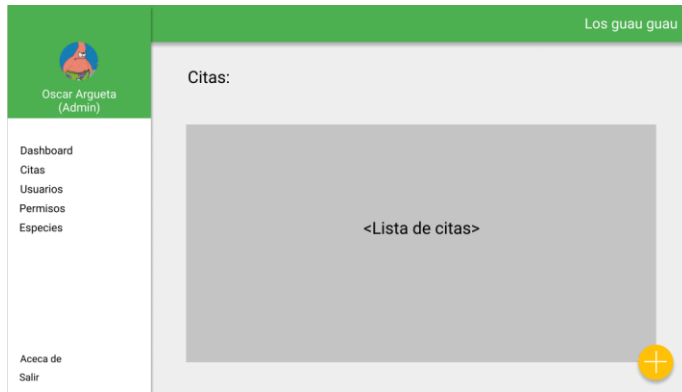 Los guau guau
Oscar Argueta
(Admin)
Citas:
Dashboard
Citas
Usuarios
Permisos
Especies
<Lista de citas>
Aceca de
Salir